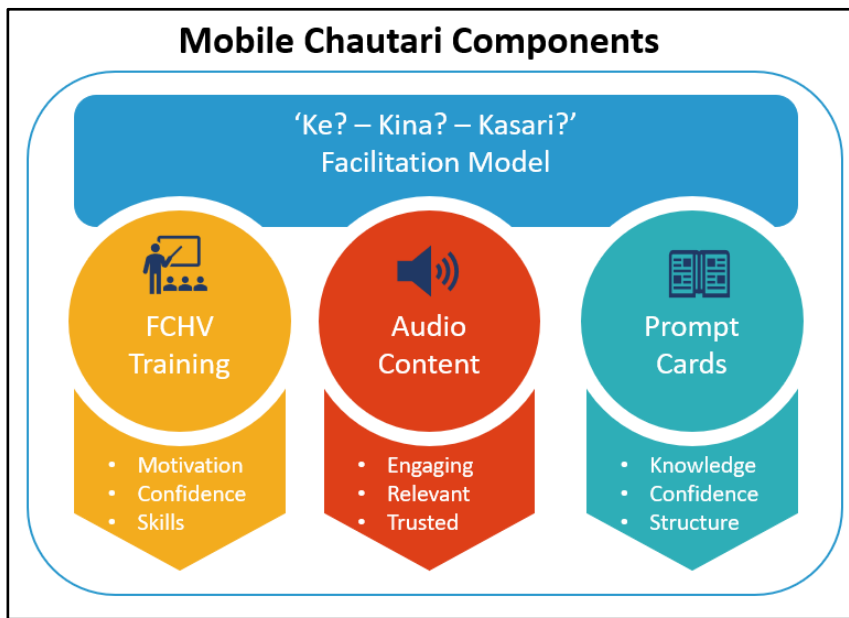 Mobile Chautari Components
‘Ke? – Kina? – Kasari?’
Facilitation Model
FCHV
Training
• Motivation
• Confidence
• Skills
Audio
Content
• Engaging
• Relevant
• Trusted
Prompt
Cards
• Knowledge
• Confidence
• Structure